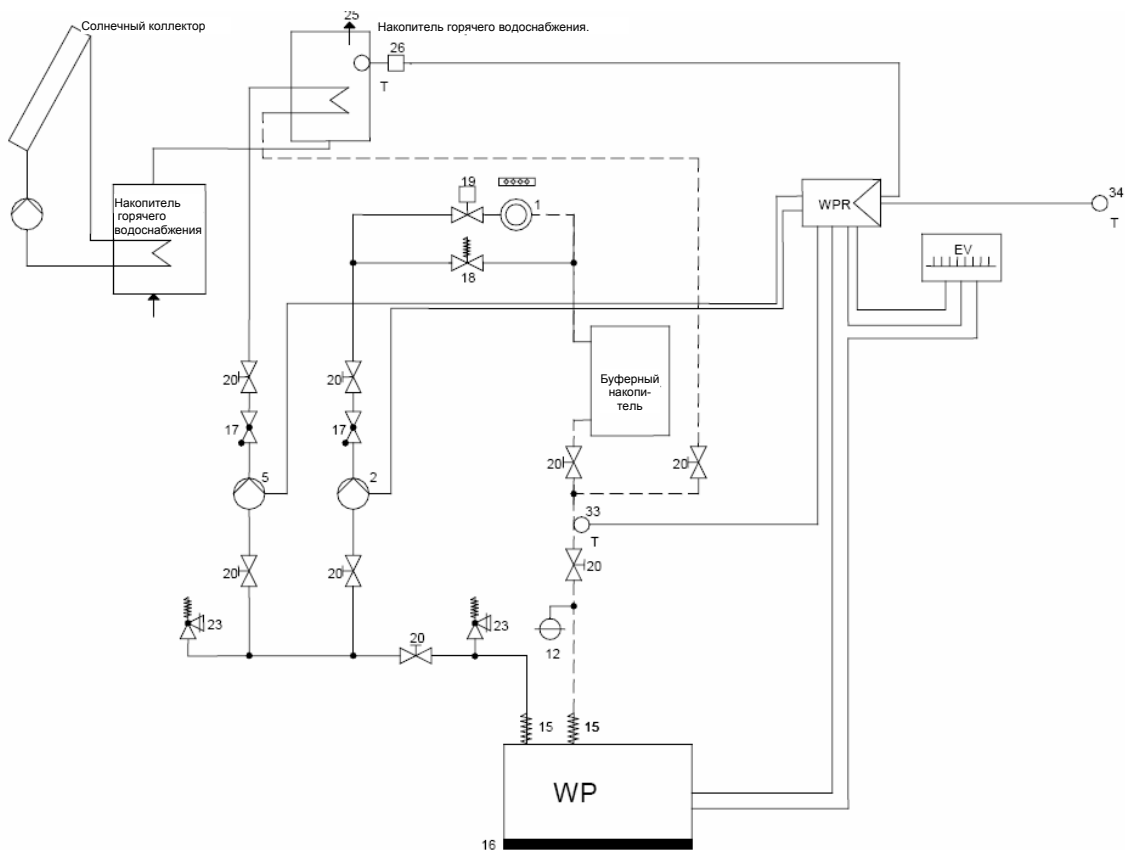 Солнечный коллектор
25
Накопитель горячего водоснабжения.
26
T
19
1
34
Накопитель
горячего
водоснабжения
WPR
T
18
EV
20
20
Буферный
накопи-
тель
17
17
20
20
5
2
33
T
20
20
20
23
20
23
12
15
15
WP
16